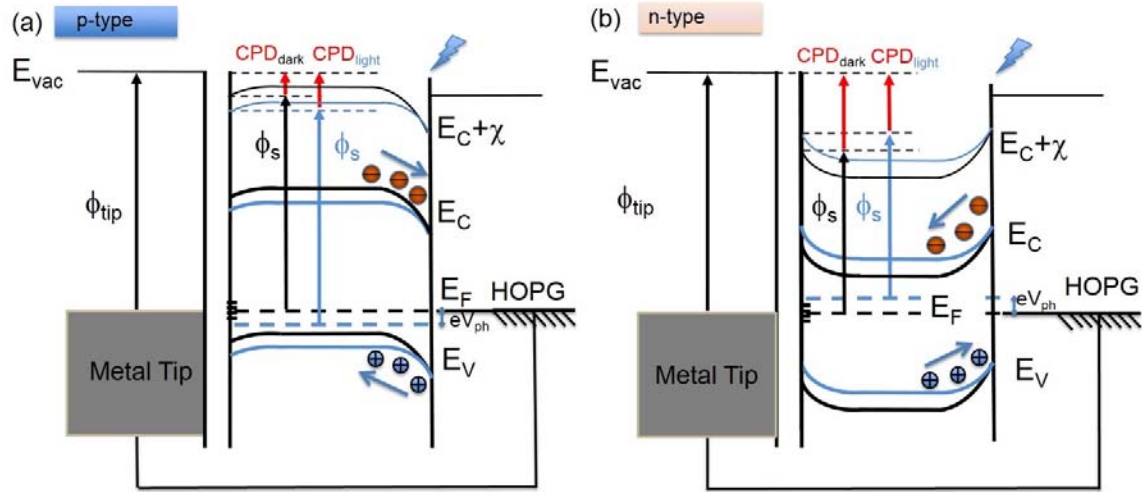 (a)
p-type
CPDdark
CPDlight
Evac
EC+χ
ϕs
ϕs
ϕtip
EC
EF
HOPG
eVph
Metal Tip
EV
(b)
n-type
CPDdark CPDlight
Evac
EC+χ
ϕs
ϕs
ϕtip
EC
HOPG
EF
eVph
Metal Tip
EV